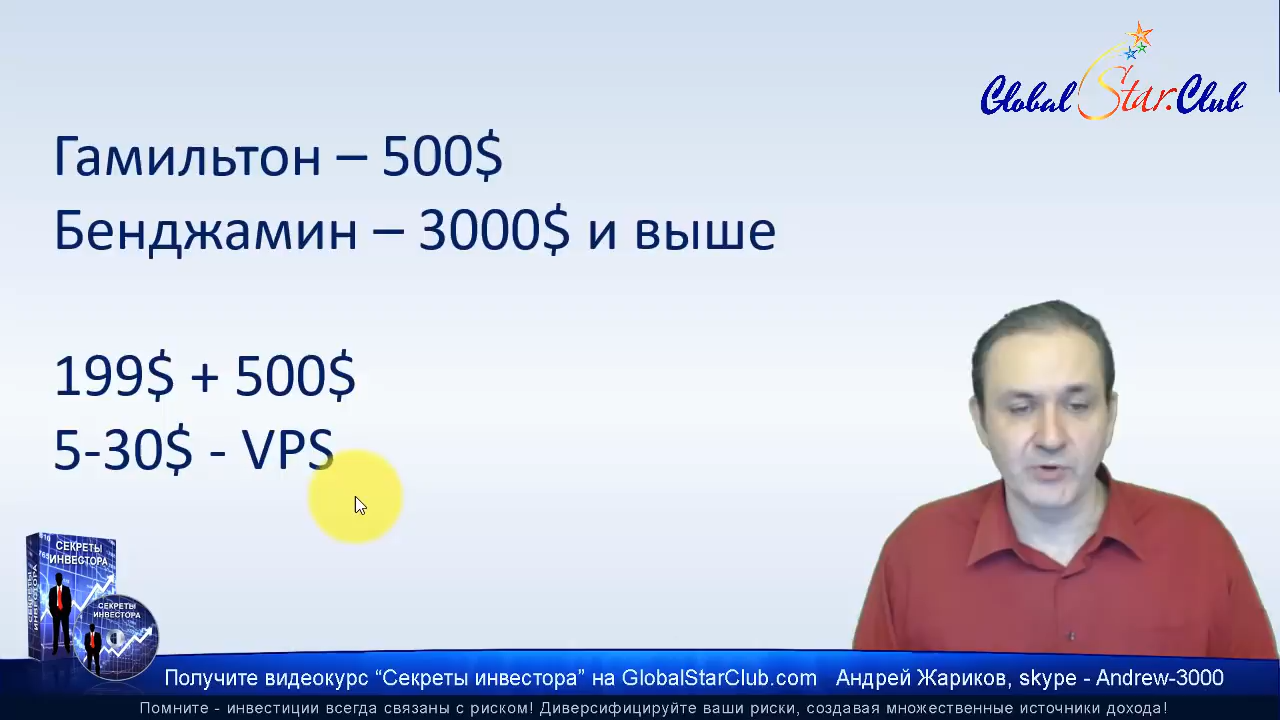 Global Star.Club
Гамильтон – 500$
Бенджамин – 3000$ и выше
199$ + 500$
5-30$ - VPS
СЕКРЕТЫ
ИНВЕСТОРА
СЕКРЕТЫ ИНВЕСТОРА
СЕКРЕТЫ
ИНВЕСТОРА
Получите видеокурс “Секреты инвестора” на GlobalStarClub.com Андрей Жариков, skype - Andrew-3000
Помните - инвестиции всегда связаны с риском! Диверсифицируйте ваши риски, создавая множественные источники дохода!